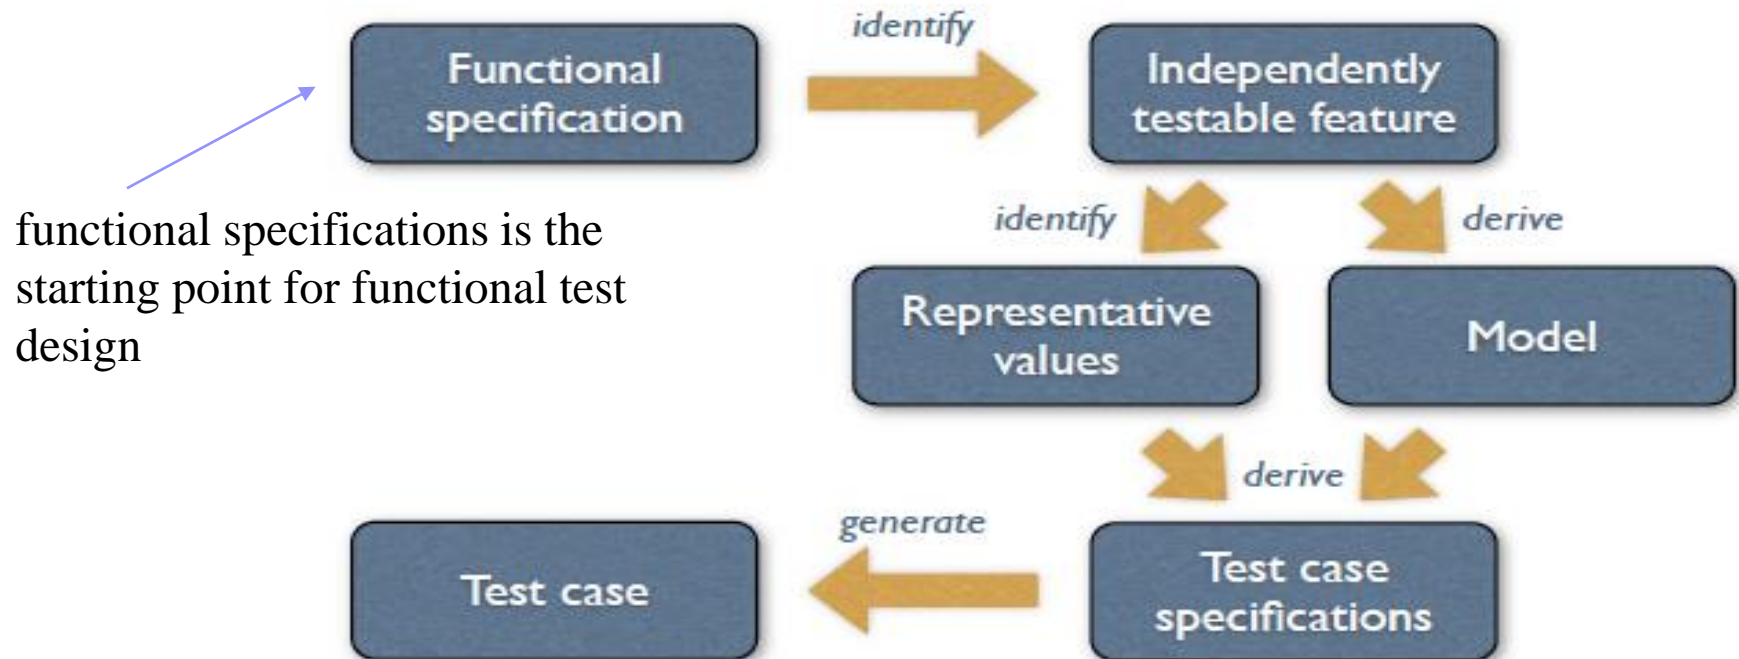 identify
Functional
specification
Independently
testable feature
functional specifications is the
starting point for functional test
design
identify
derive
Representative
values
Model
derive
generate
Test case
Test case
specifications